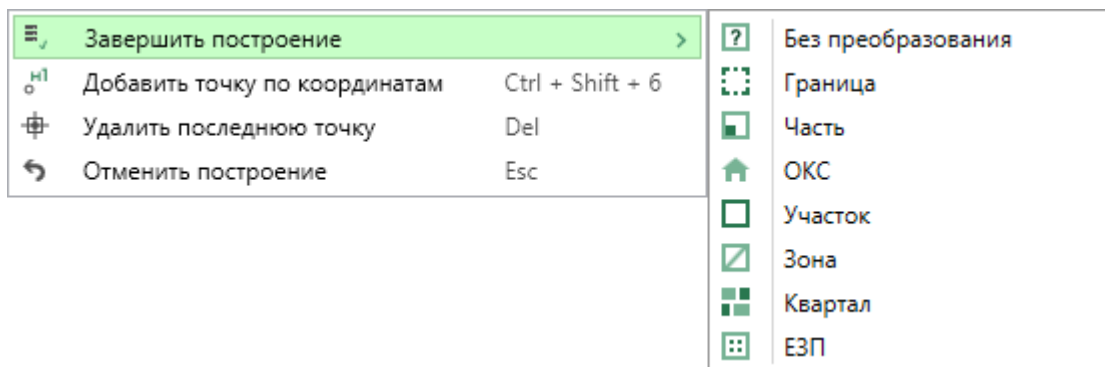 Завершить построение
Добавить точку по координатам Ctrl + Shift + 6
Удалить последнюю точку Del
Отменить построение Esc
Без преобразования
Граница
Часть
ОКС
Участок
Зона
Квартал
ЕЗП